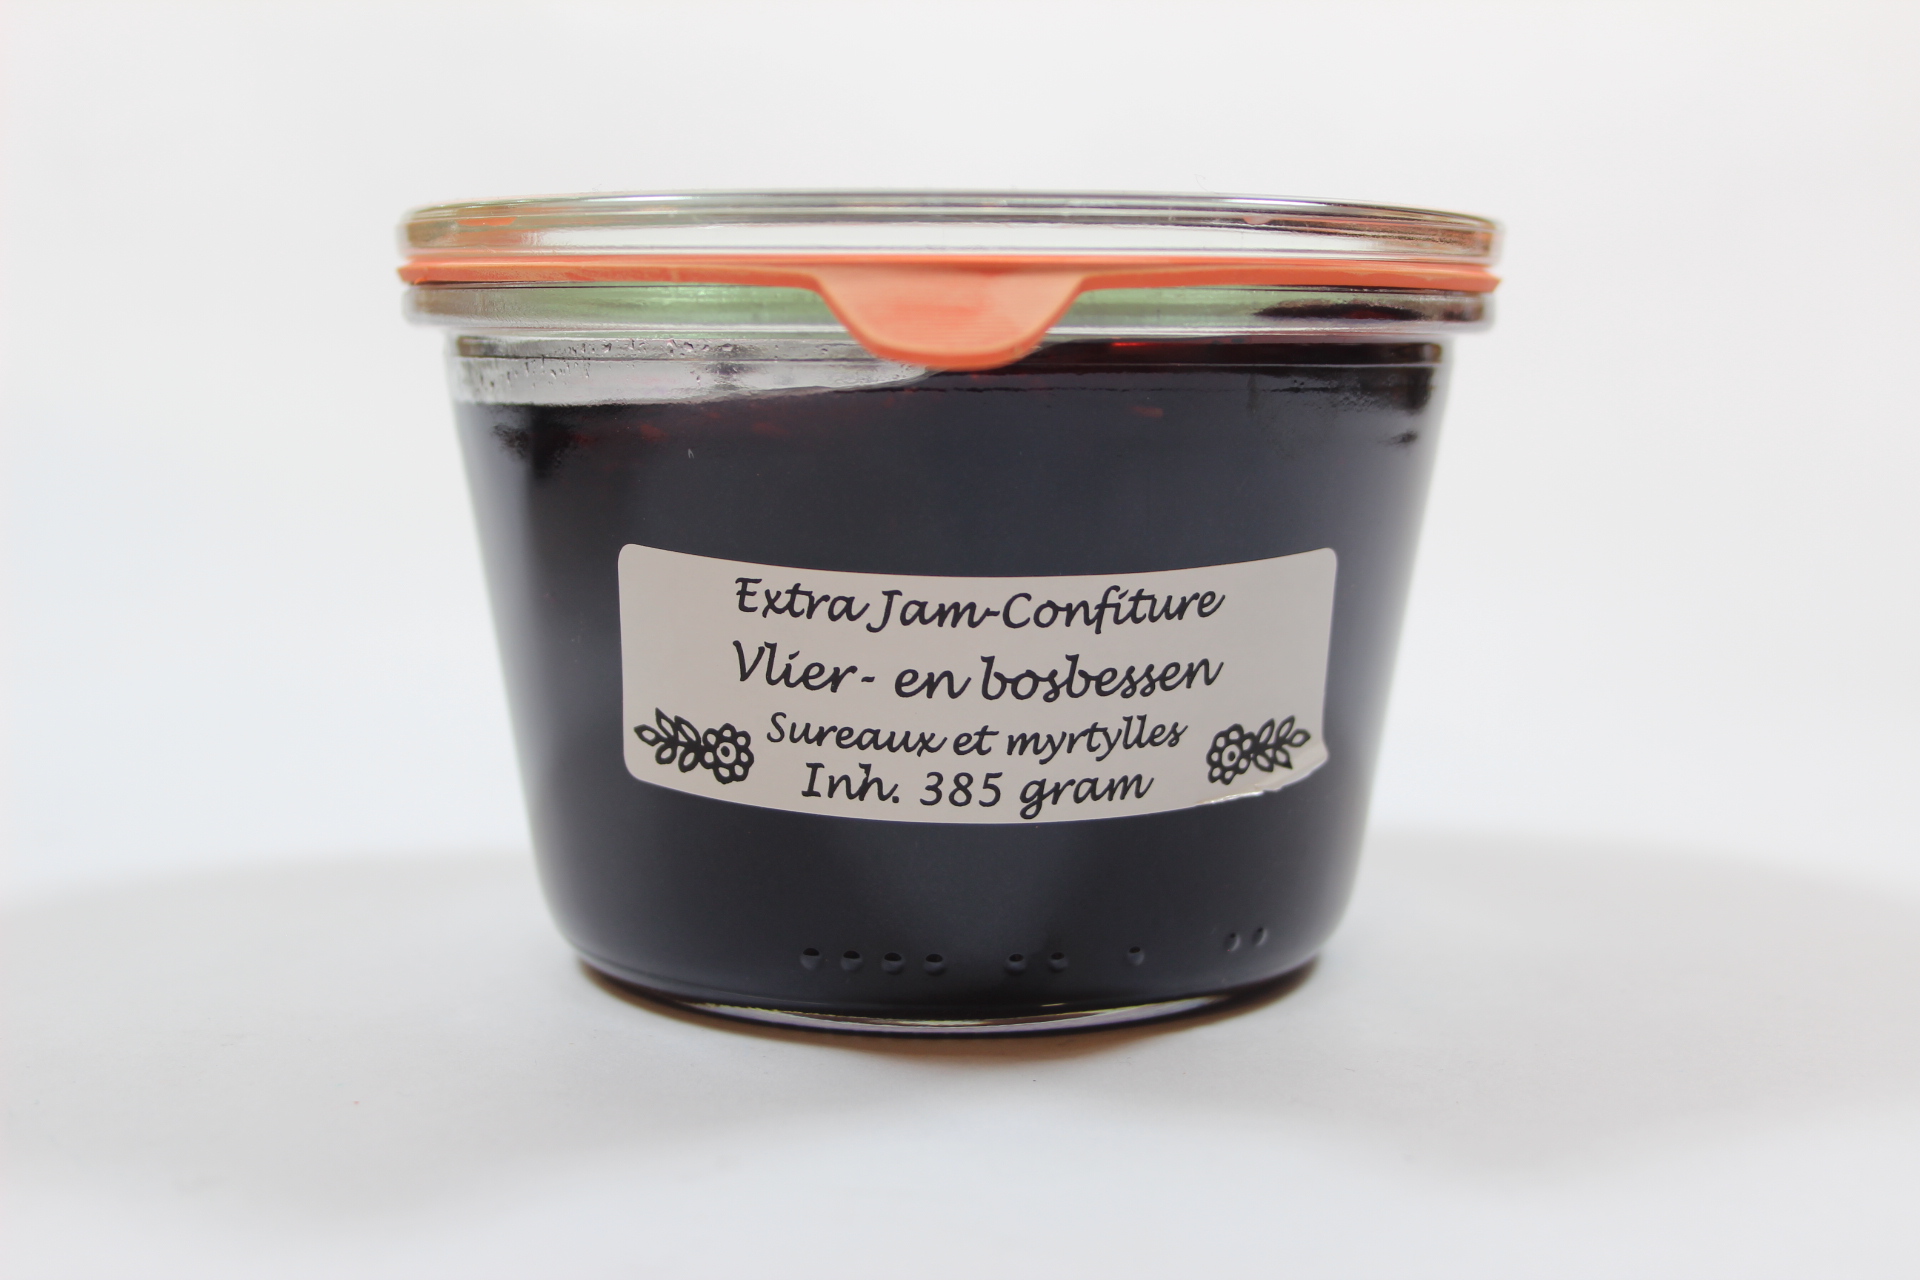 Extra Jam-Confiture
Vlier- en bosbessen
Sureaux et myrtylles
Inh. 385 gram